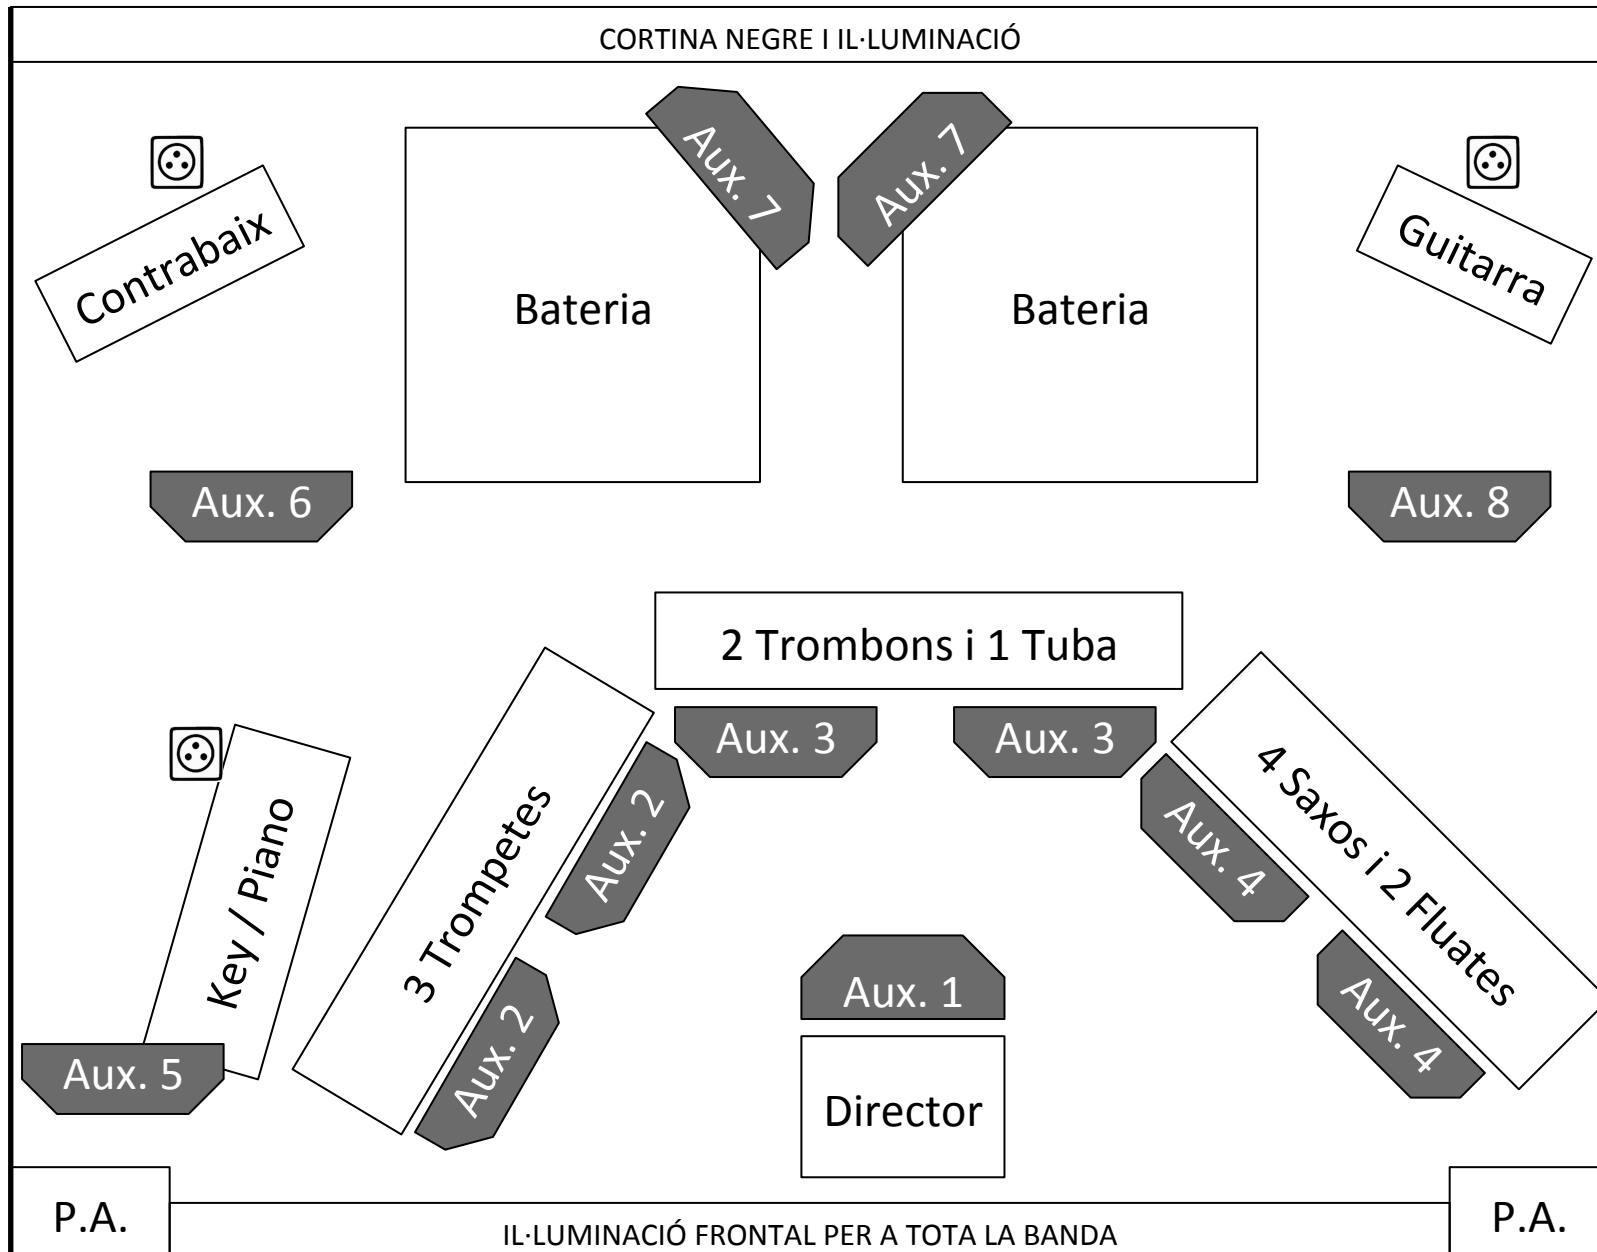 CORTINA NEGRE I IL·LUMINACIÓ
Aux. 7
Aux. 7
Contrabaix
Bateria
Bateria
Guitarra
Aux. 6
Aux. 8
2 Trombons i 1 Tuba
Aux. 3
Aux. 3
Key / Piano
3 Trompetes
Aux. 2
Aux. 2
4 Saxos i 2 Fluates
Aux. 4
Aux. 4
Aux. 1
Aux. 5
Director
P.A.
IL·LUMINACIÓ FRONTAL PER A TOTA LA BANDA
P.A.